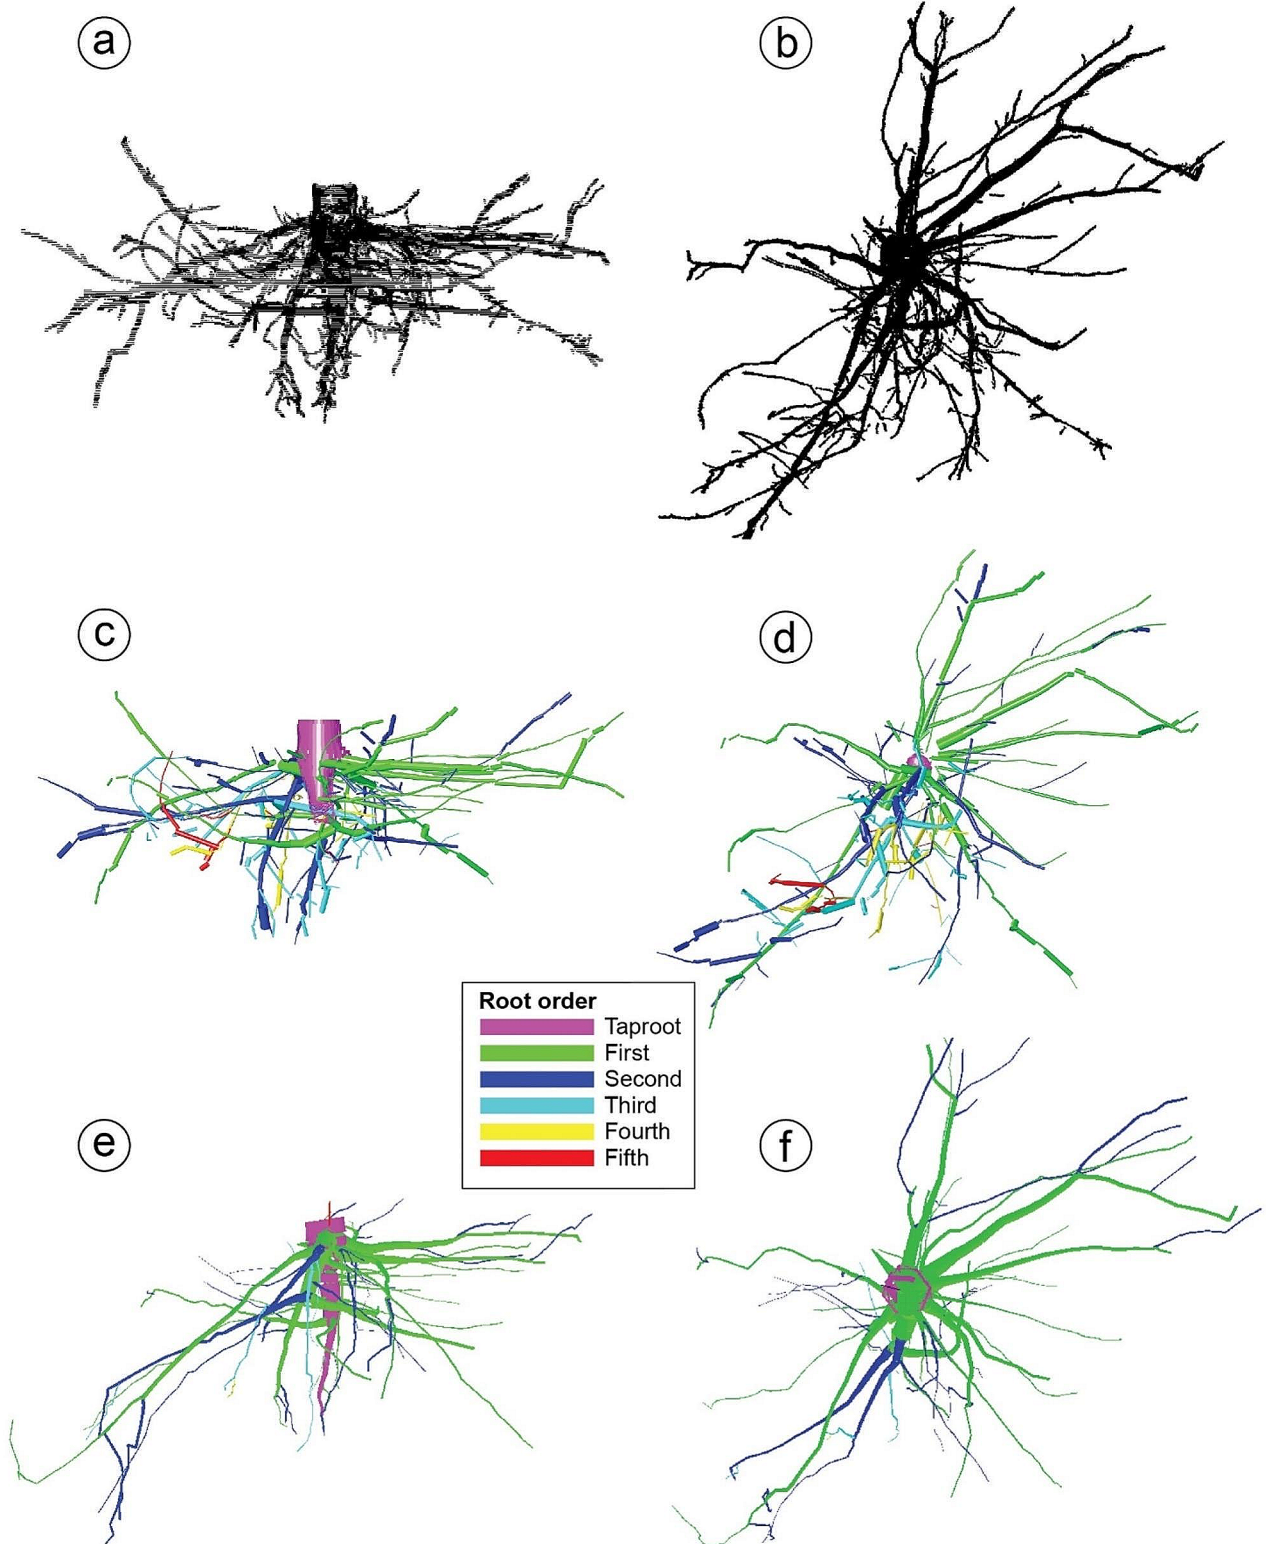 a
b
c
d
Root order
Taproot
First
Second
Third
Fourth
Fifth
e
f